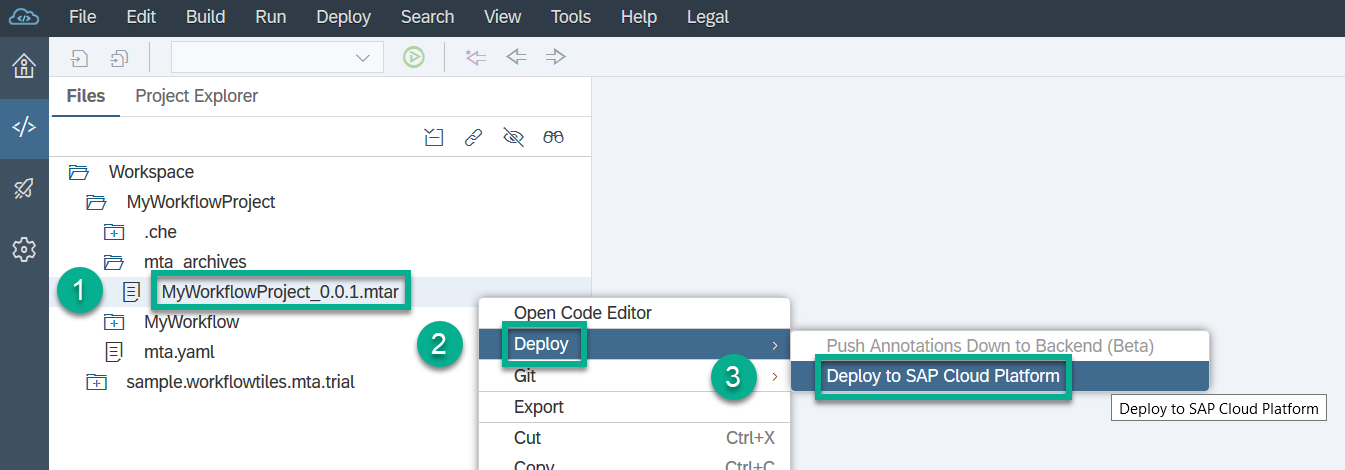 File Edit Build Run Deploy Search View Tools Help Legal
Files Project Explorer
Workspace
MyWorkflowProject
.che
mta_archives
1 MyWorkflowProject_0.0.1.mtar
MyWorkflow
mta.yaml
sample.workflowtiles.mta.trial
Open Code Editor
2 Deploy
Git
Export
Cut Ctrl+X
Copy Ctrl+C
Push Annotations Down to Backend (Beta)
3 Deploy to SAP Cloud Platform
Deploy to SAP Cloud Platform